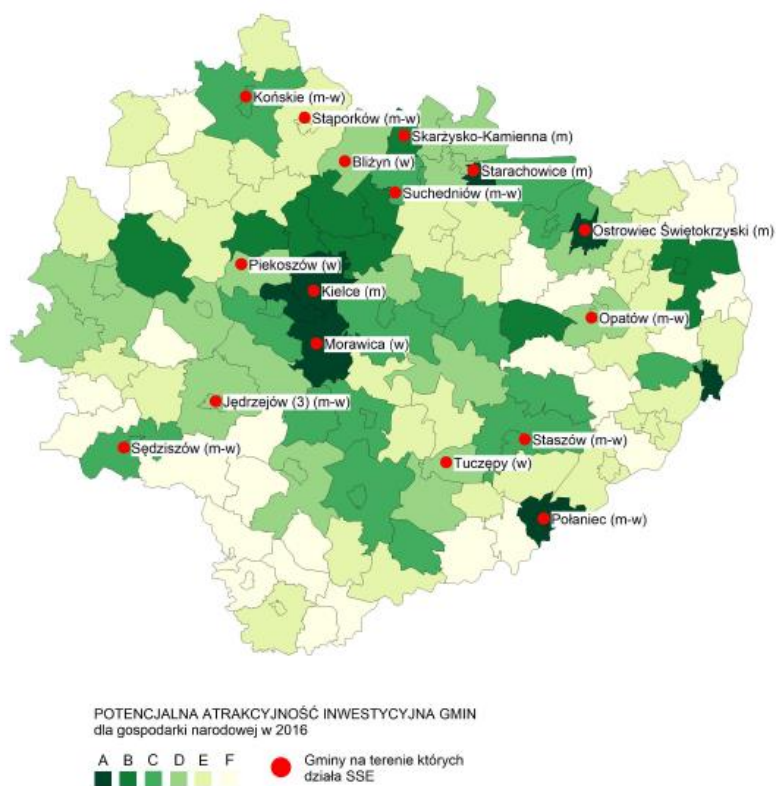 Końskie (m-w)
Stąporków (m-w)
Skarżysko-Kamienna (m)
Bliżyn (w)
Starachowice (m)
Suchedniów (m-w)
Ostrowiec Świętokrzyski (m)
Piekoszów (w)
Kielce (m)
Opatów (m-w)
Morawica (w)
Jędrzejów (3) (m-w)
Staszów (m-w)
Sędziszów (m-w)
Tuczępy (w)
Połaniec (m-w)
POTENCJALNA ATRAKCYJNOŚĆ INWESTYCYJNA GMIN
dla gospodarki narodowej w 2016
A B C D E F
Gminy na terenie których
działa SSE